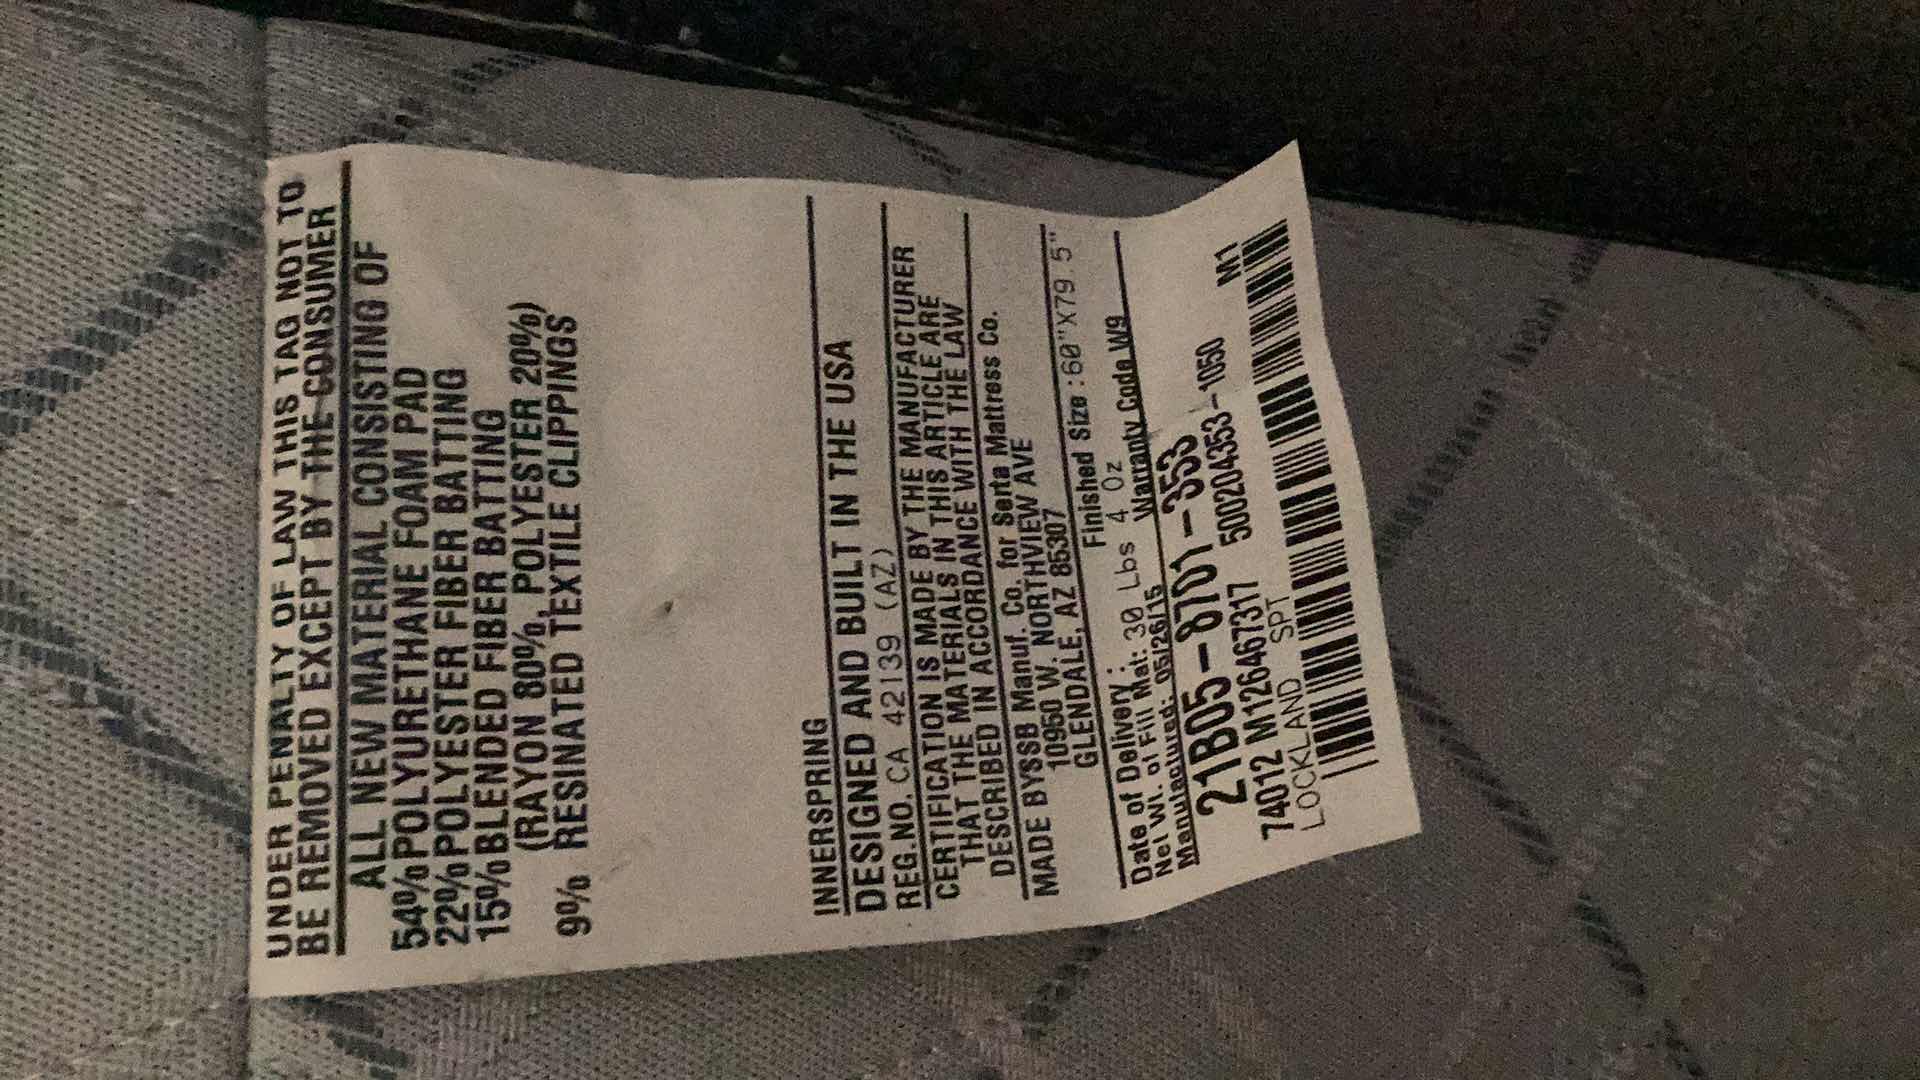 UNDER PENALTY OF LAW THIS TAG NOT TO
BE REMOVED EXCEPT BY THE CONSUMER
ALL NEW MATERIAL CONSISTING OF
54% POLYURETHANE FOAM PAD
22% POLYESTER FIBER BATTING
15% BLENDED FIBER BATTING
(RAYON 80%, POLYESTER 20%)
9% RESINATED TEXTILE CLIPPINGS
INNERSPRING
DESIGNED AND BUILT IN THE USA
REG.NO. CA 42139 (AZ)
CERTIFICATION IS MADE BY THE MANUFACTURER
THAT THE MATERIALS IN THIS ARTICLE ARE
DESCRIBED IN ACCORDANCE WITH THE LAW
MADE BYSSB Manuf. Co. for Serta Mattress Co.
10950 W. NORTHVIEW AVE
GLENDALE, AZ 85307
Finished Size :60"X79.5"
Date of Delivery :
Net Wt. of Fill Mat: 30 Lbs 4 Oz
Manufactured: 05/26/15 Warranty Code W9
21B05-8701-353
74012 M126467317 500204353-1050 M1
LOCKLAND SPT